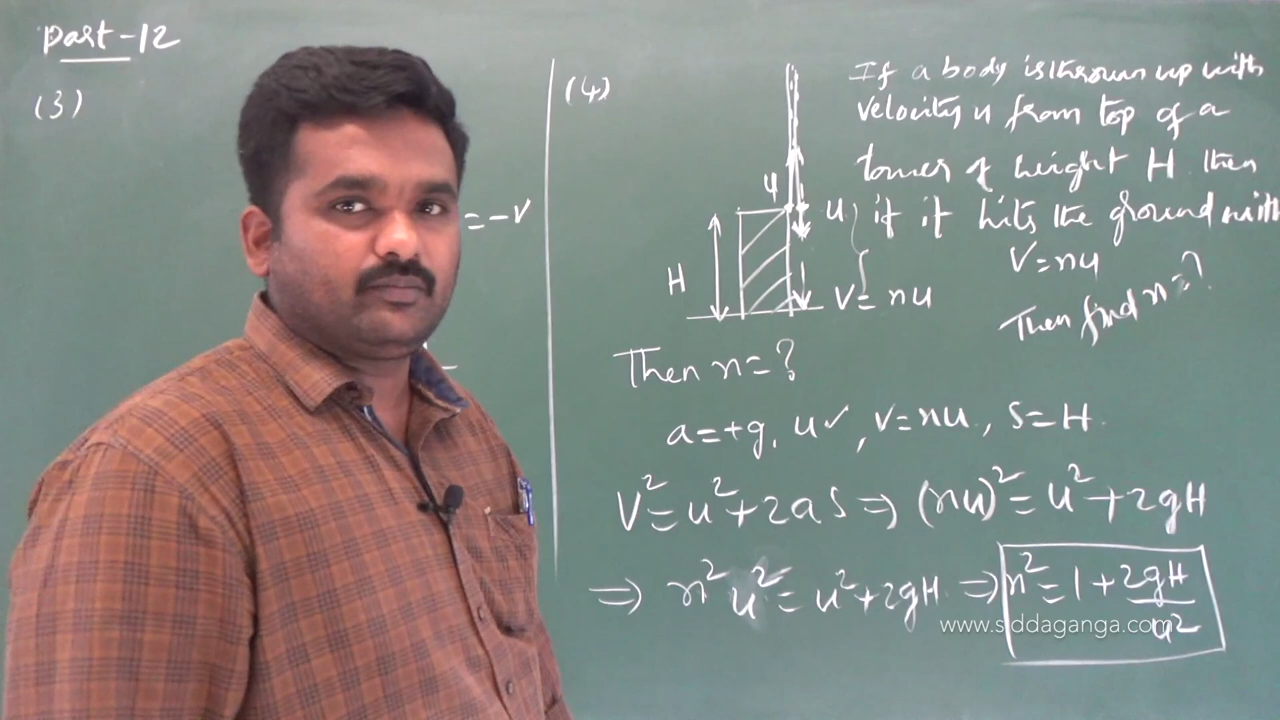 Part-12
(3)
= -V
(4)
If a body is thrown up with
velocity u from top of a
tower of height H then
if it hits the ground with
V=nu
Then find n=?
u
u
H
V= nu
Then n=?
a=+g, u✓, v=nu, S=H
V²=u²+2aS ⇒ (nu)²=u²+2gH
⇒ n²u²=u²+2gH ⇒ n²=1+2gH/u²
www.siddaganga.com